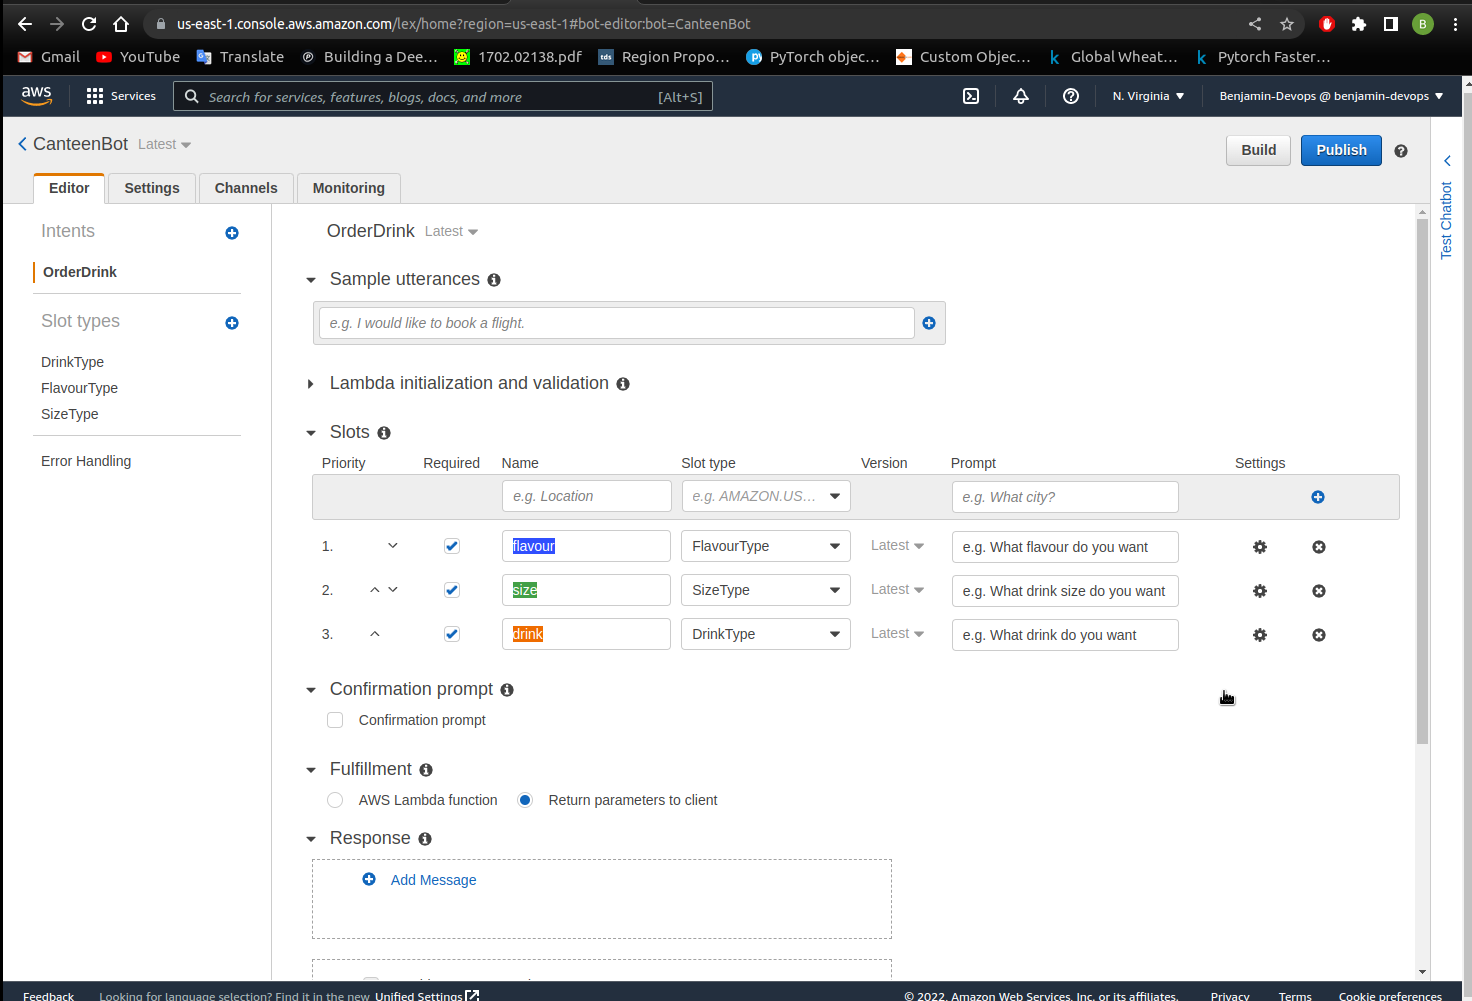 us-east-1.console.aws.amazon.com/lex/home?region=us-east-1#bot-editor:bot=CanteenBot
B
Gmail YouTube Translate Building a Dee... 1702.02138.pdf tds Region Propo... PyTorch objec... Custom Objec... k Global Wheat... k Pytorch Faster...
aws Services Search for services, features, blogs, docs, and more [Alt+S] N. Virginia Benjamin-Devops @ benjamin-devops
CanteenBot Latest Build Publish
Editor Settings Channels Monitoring
Test Chatbot
Intents
OrderDrink
Slot types
DrinkType
FlavourType
SizeType
Error Handling
OrderDrink Latest
Sample utterances
e.g. I would like to book a flight.
Lambda initialization and validation
Slots
Priority Required Name Slot type Version Prompt Settings
e.g. Location e.g. AMAZON.US... e.g. What city?
1. flavour FlavourType Latest e.g. What flavour do you want
2. size SizeType Latest e.g. What drink size do you want
3. drink DrinkType Latest e.g. What drink do you want
Confirmation prompt
Confirmation prompt
Fulfillment
AWS Lambda function Return parameters to client
Response
Add Message
Feedback Looking for language selection? Find it in the new Unified Settings © 2022, Amazon Web Services, Inc. or its affiliates. Privacy Terms Cookie preferences